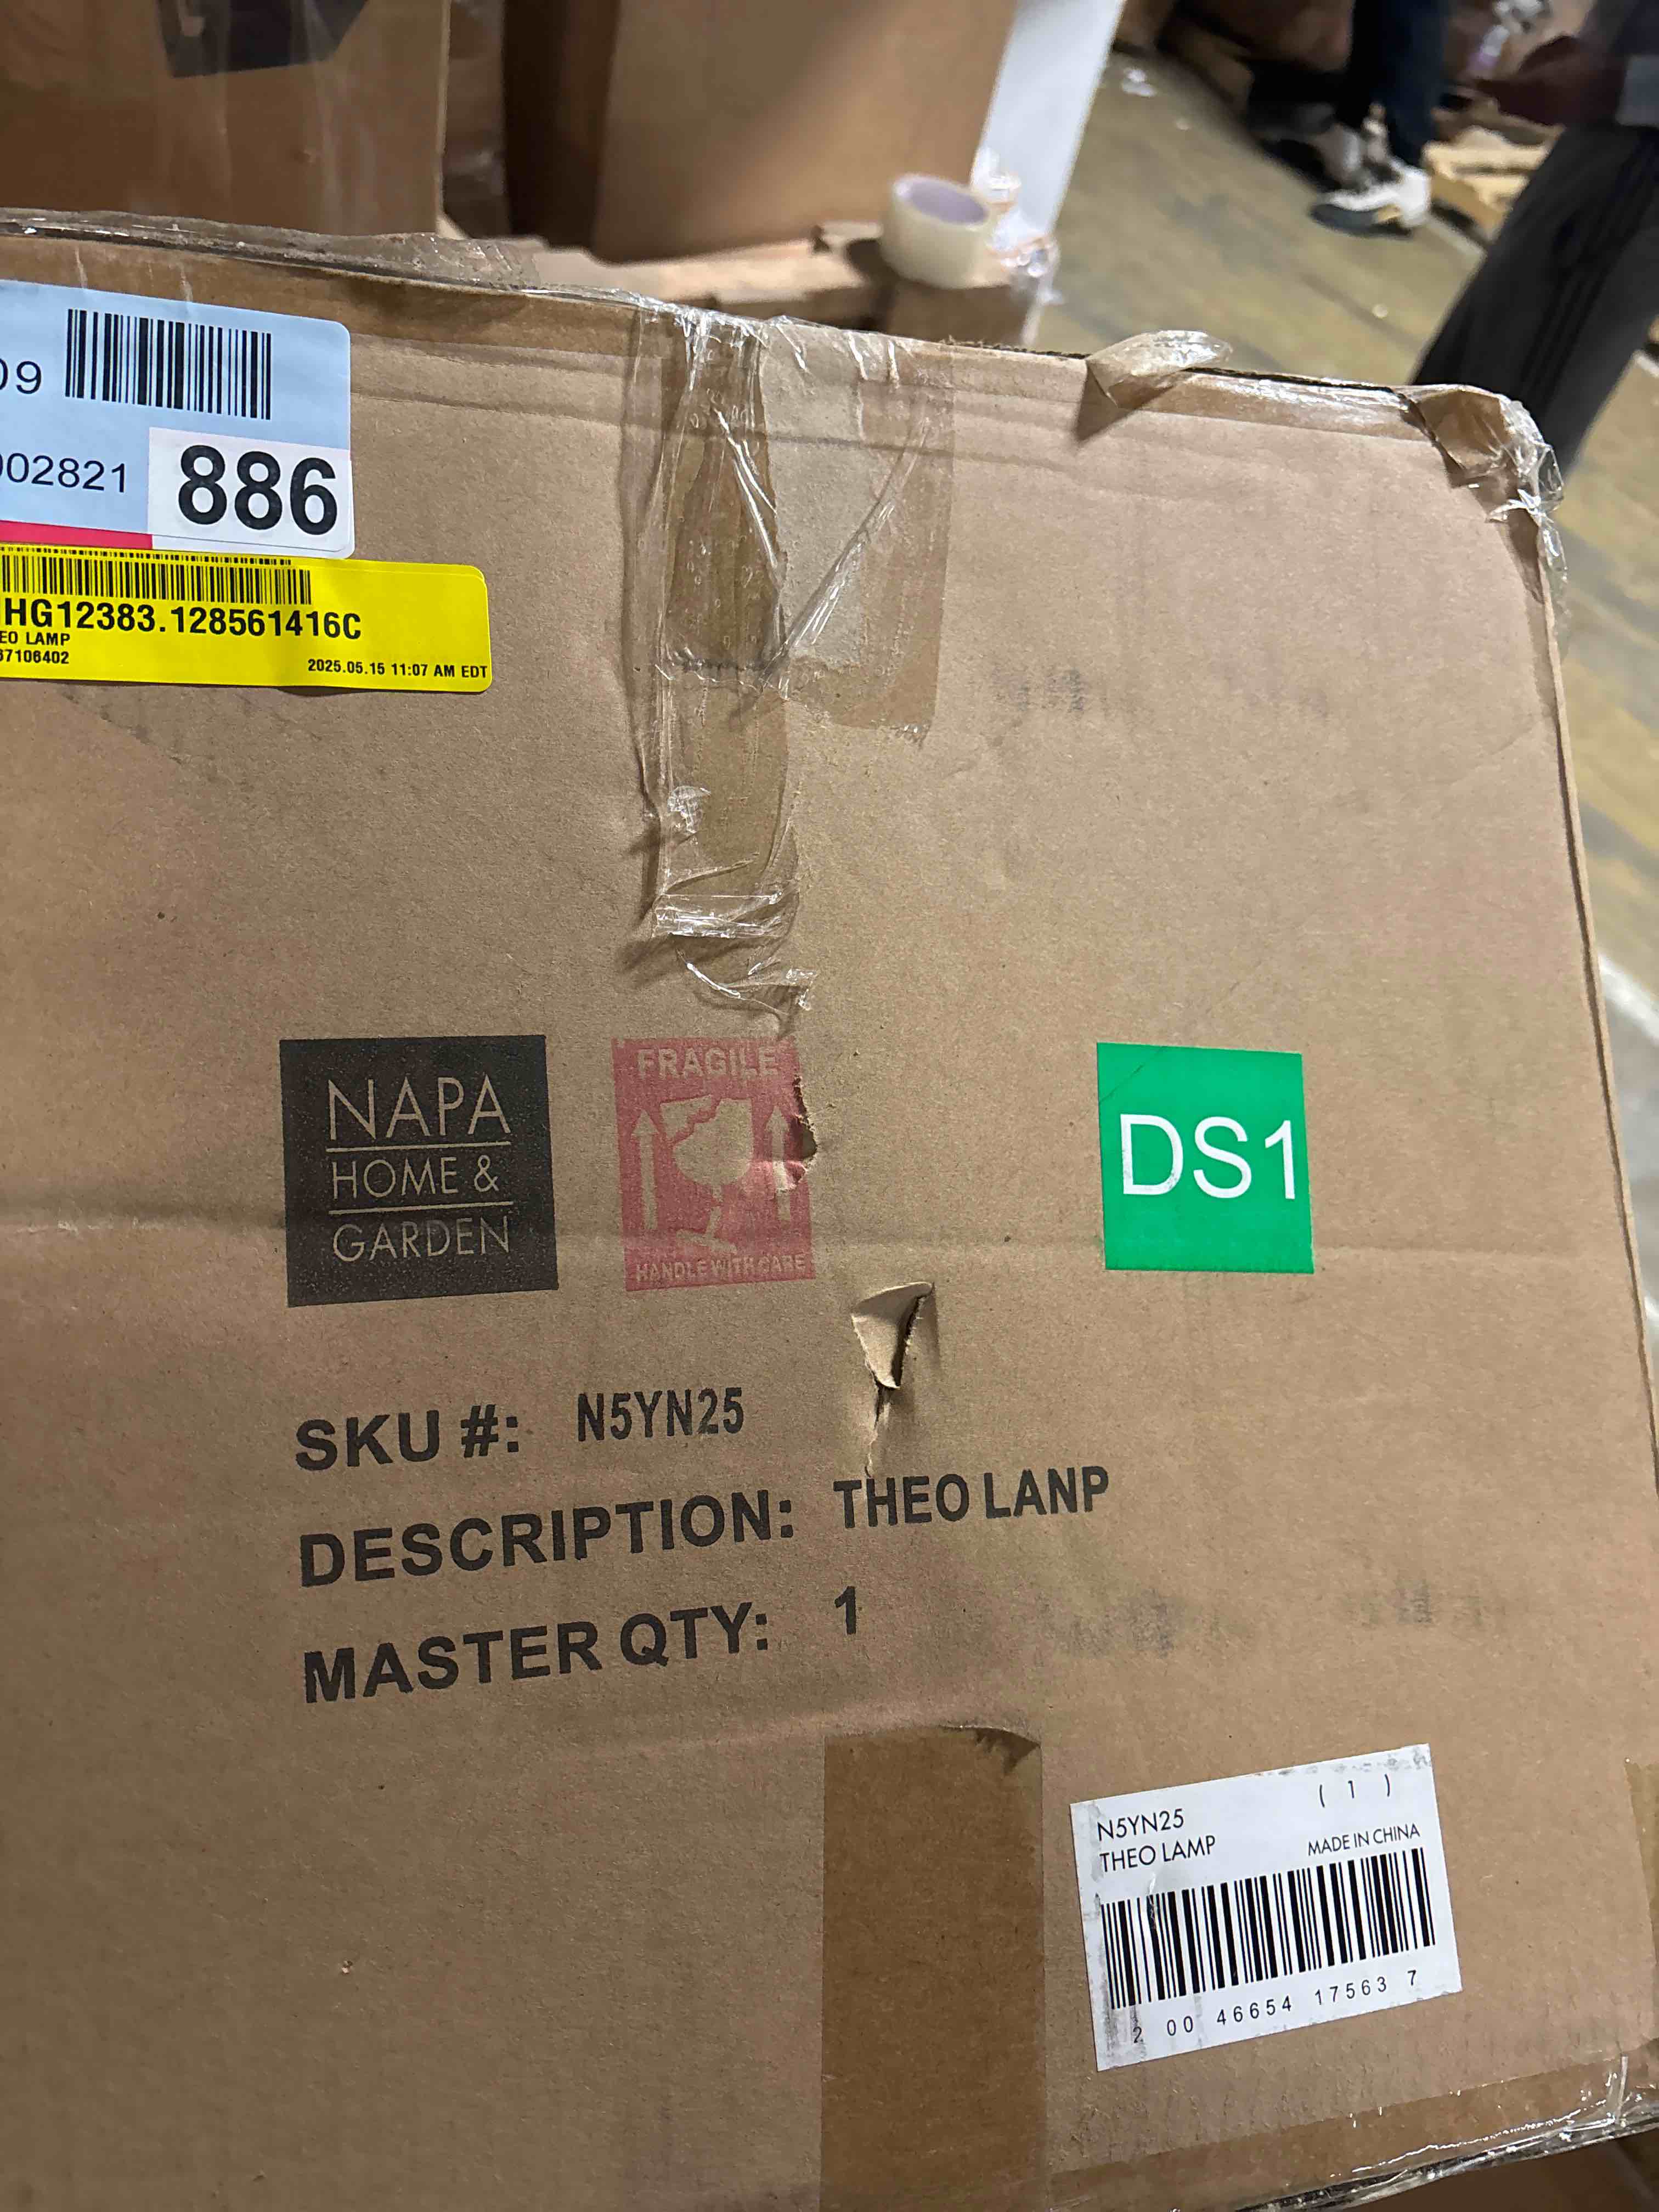 09
002821
886
HG12383.128561416C
EO LAMP
37106402
2025.05.15 11:07 AM EDT
NAPA
HOME &
GARDEN
FRAGILE
HANDLE WITH CARE
DS1
SKU #: N5YN25
DESCRIPTION: THEO LANP
MASTER QTY: 1
( 1 )
N5YN25
THEO LAMP MADE IN CHINA
2 00 46654 17563 7